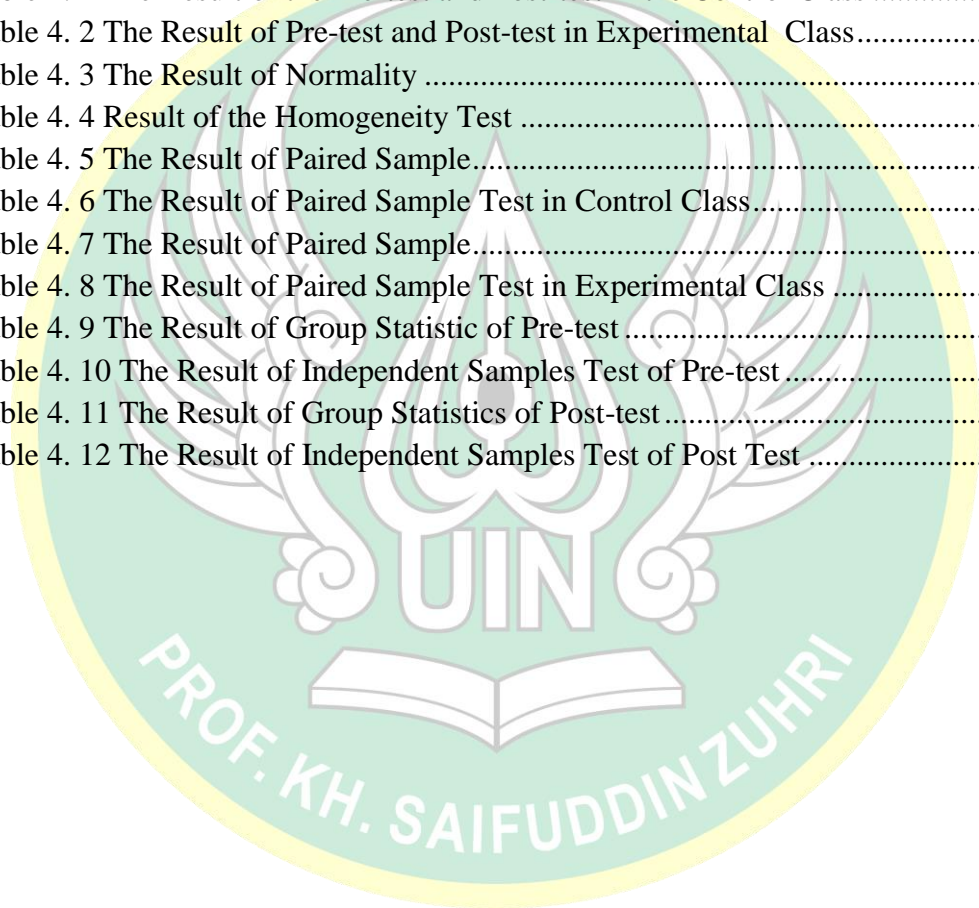 ble 4. 2 The Result of Pre-test and Post-test in Experimental Class
ble 4. 3 The Result of Normality
ble 4. 4 Result of the Homogeneity Test
ble 4. 5 The Result of Paired Sample
ble 4. 6 The Result of Paired Sample Test in Control Class
ble 4. 7 The Result of Paired Sample
ble 4. 8 The Result of Paired Sample Test in Experimental Class
ble 4. 9 The Result of Group Statistic of Pre-test
ble 4. 10 The Result of Independent Samples Test of Pre-test
ble 4. 11 The Result of Group Statistics of Post-test
ble 4. 12 The Result of Independent Samples Test of Post Test
UIN
PROF. KH. SAIFUDDIN ZUHRI